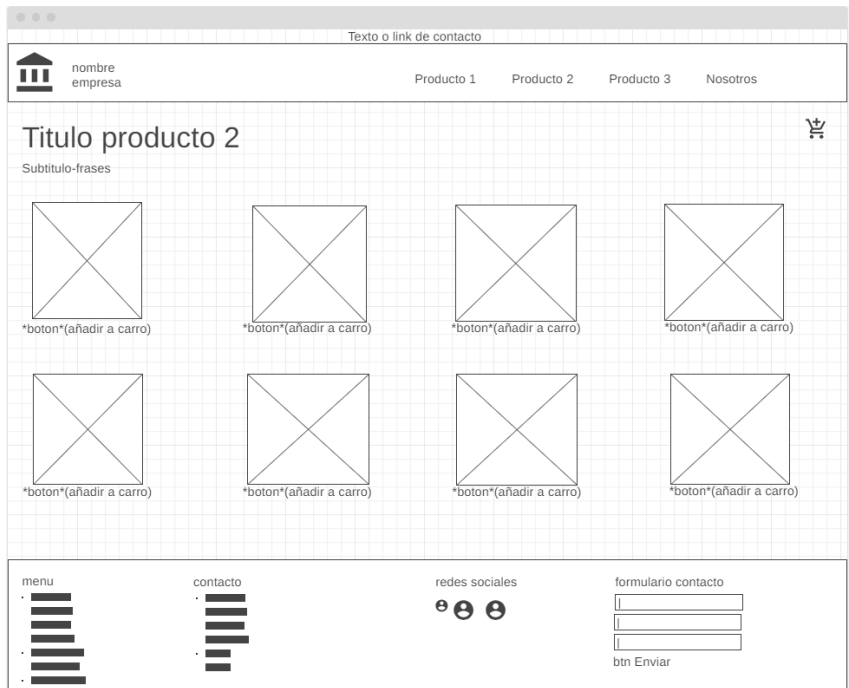 Texto o link de contacto
nombre
empresa
Producto 1
Producto 2
Producto 3
Nosotros
Titulo producto 2
Subtitulo-frases
*boton*(añadir a carro)
*boton*(añadir a carro)
*boton*(añadir a carro)
*boton*(añadir a carro)
*boton*(añadir a carro)
*boton*(añadir a carro)
*boton*(añadir a carro)
*boton*(añadir a carro)
menu
contacto
redes sociales
formulario contacto
btn Enviar